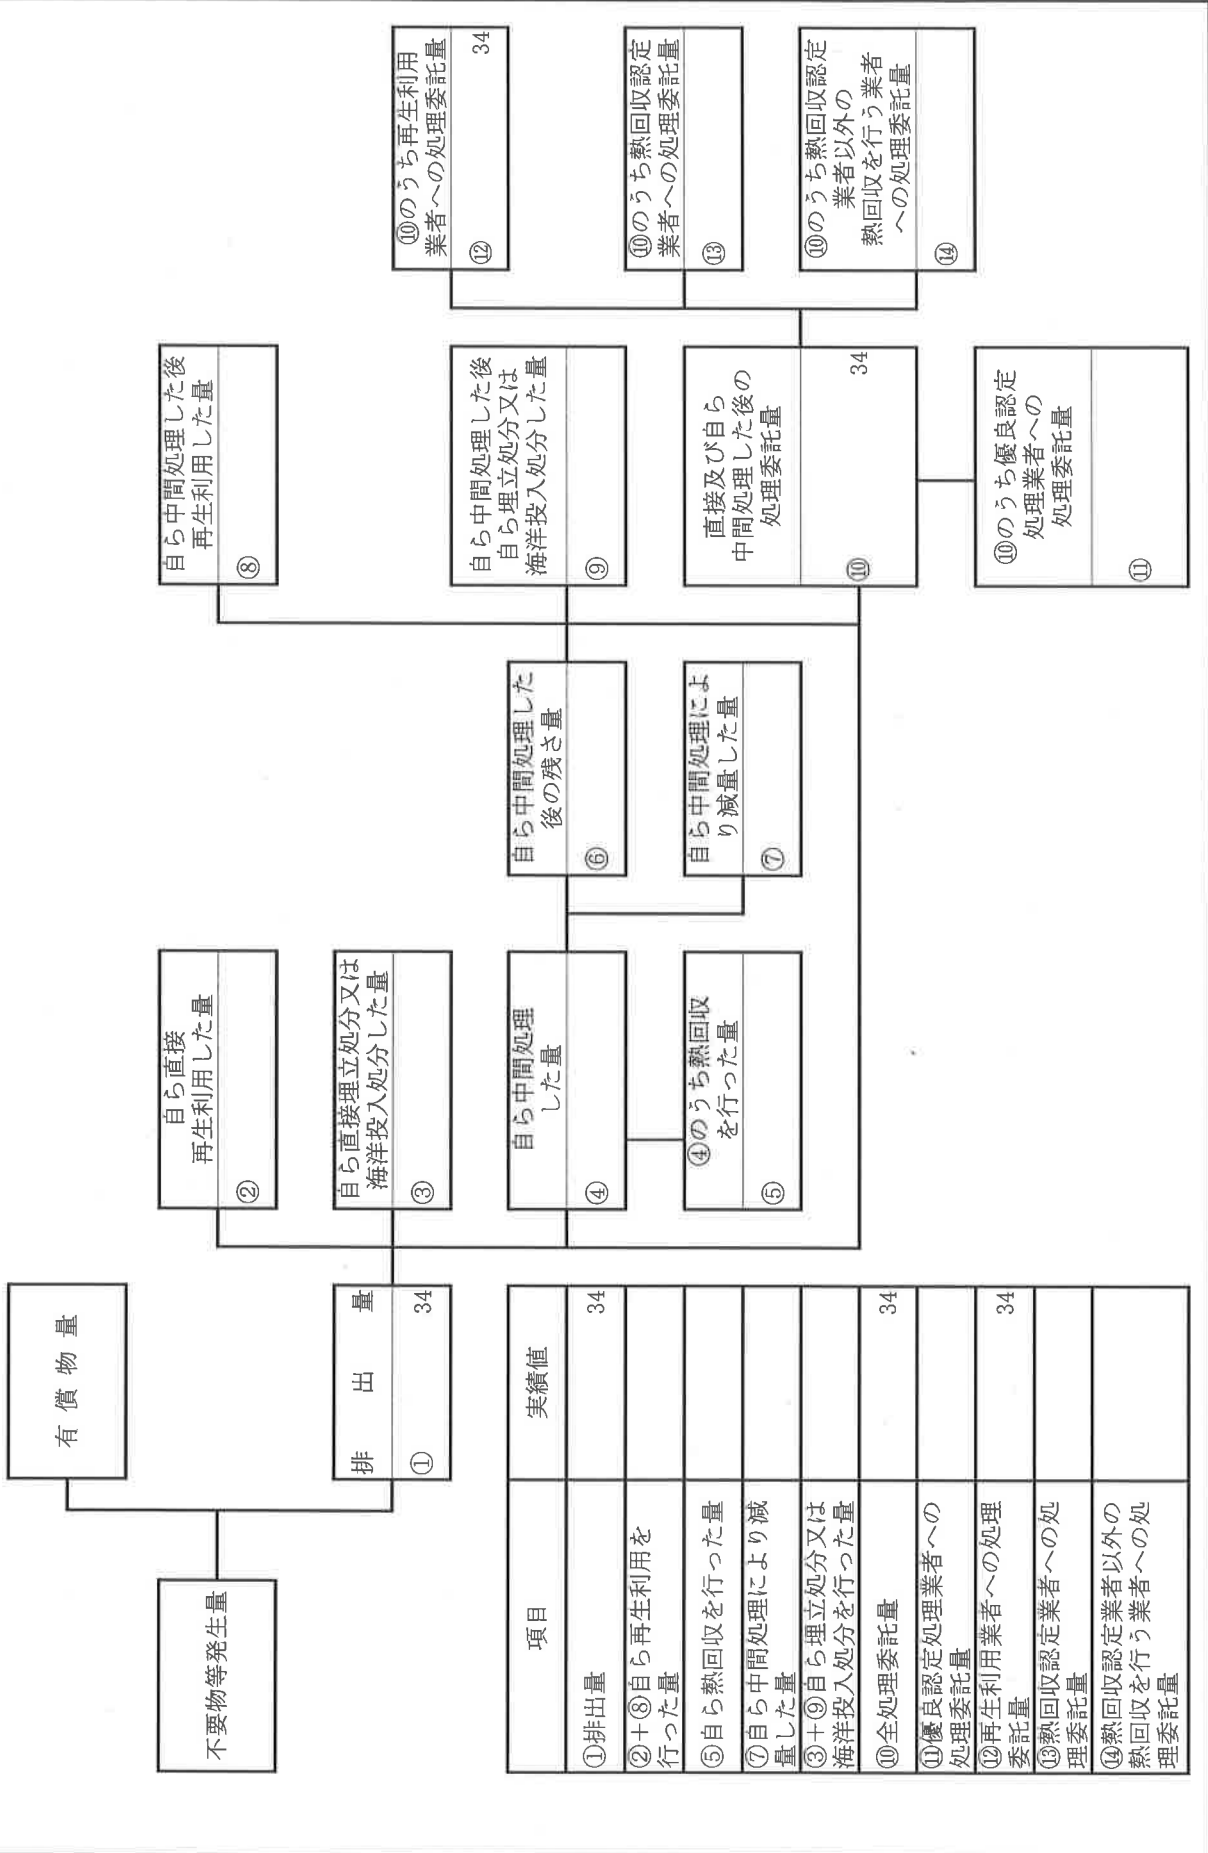 不要物等発生量
有償物量
排出量
① 34
自ら直接
再生利用した量
②
自ら直接埋立処分又は
海洋投入処分した量
③
自ら中間処理
した量
④
④のうち熱回収
を行った量
⑤
自ら中間処理した
後の残さ量
⑥
自ら中間処理によ
り減量した量
⑦
自ら中間処理した後
再生利用した量
⑧
自ら中間処理した後
自ら埋立処分又は
海洋投入処分した量
⑨
直接及び自ら
中間処理した後の
処理委託量
⑩ 34
⑩のうち優良認定
処理業者への
処理委託量
⑪
⑩のうち再生利用
業者への処理委託量
⑫ 34
⑩のうち熱回収認定
業者への処理委託量
⑬
⑩のうち熱回収認定
業者以外の
熱回収を行う業者
への処理委託量
⑭
項目 実績値
①排出量 34
②+⑧自ら再生利用を
行った量
⑤自ら熱回収を行った量
⑦自ら中間処理により減
量した量
③+⑨自ら埋立処分又は
海洋投入処分を行った量
⑩全処理委託量 34
⑪優良認定処理業者への
処理委託量
⑫再生利用業者への処理
委託量 34
⑬熱回収認定業者への処
理委託量
⑭熱回収認定業者以外の
熱回収を行う業者への処
理委託量